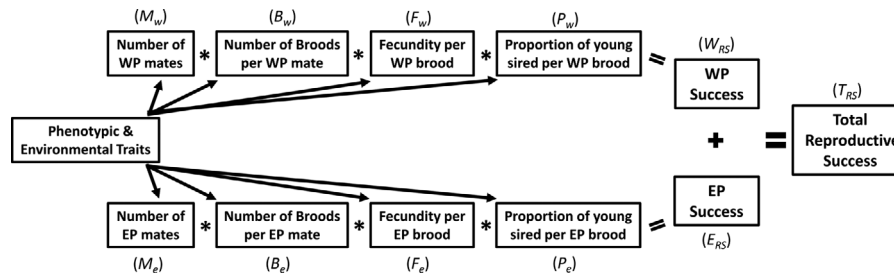 (Mw) (Bw) (Fw) (Pw)
Number of WP mates * Number of Broods per WP mate * Fecundity per WP brood * Proportion of young sired per WP brood =
(WRS)
WP
Success
Phenotypic &
Environmental Traits
+
=
(TRS)
Total
Reproductive
Success
Number of EP mates * Number of Broods per EP mate * Fecundity per EP brood * Proportion of young sired per EP brood =
EP
Success
(ERS)
(Me) (Be) (Fe) (Pe)